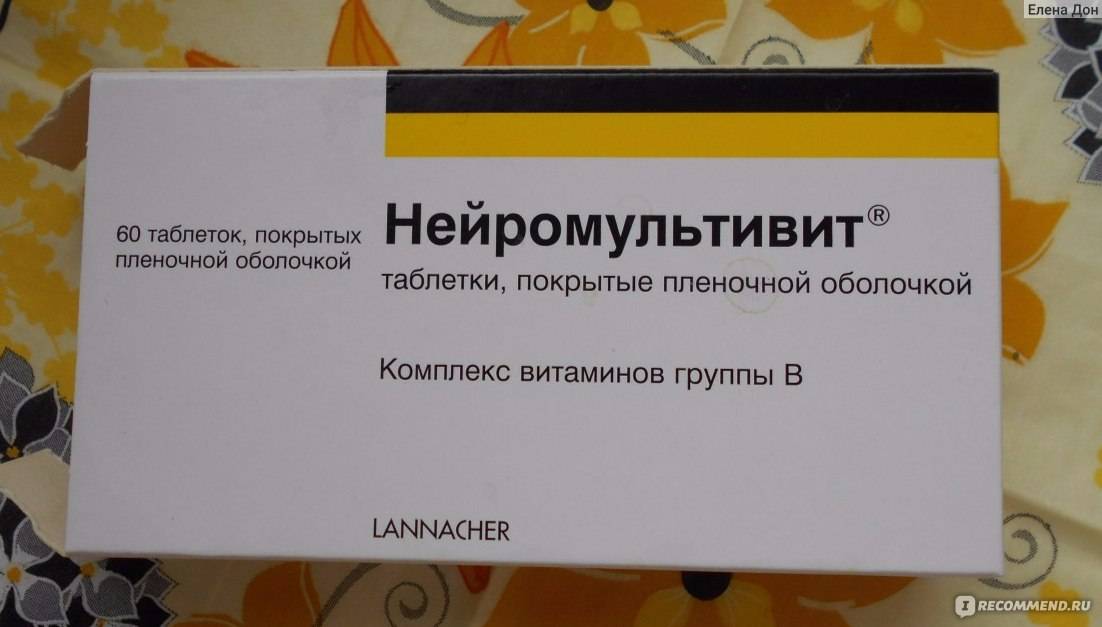 Елена Дон
60 таблеток, покрытых
пленочной оболочкой
Нейромультивит®
таблетки, покрытые пленочной оболочкой
Комплекс витаминов группы В
LANNACHER
I RECOMMEND.RU